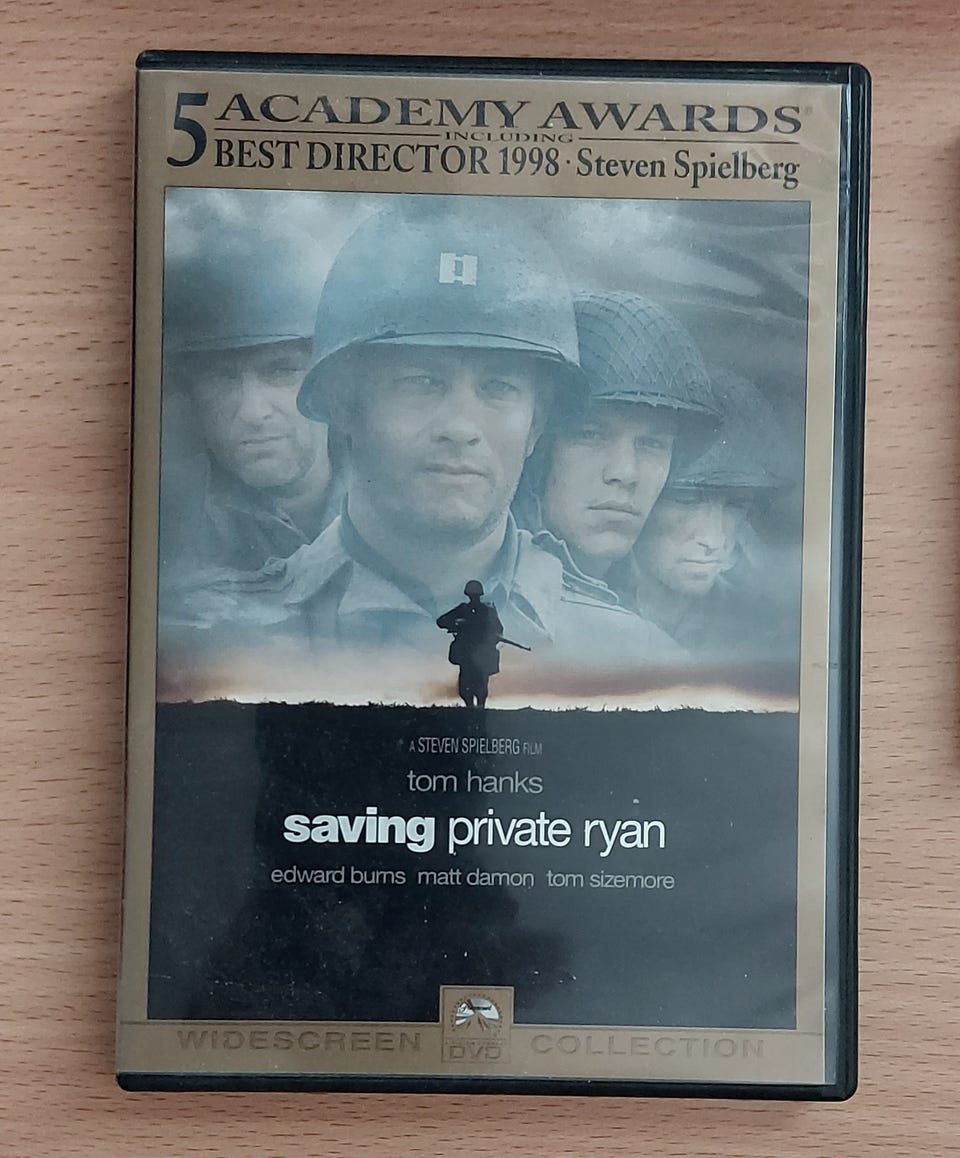 5 ACADEMY AWARDS®
INCLUDING
BEST DIRECTOR 1998 · Steven Spielberg
A STEVEN SPIELBERG FILM
tom hanks
saving private ryan
edward burns matt damon tom sizemore
Paramount
WIDESCREEN DVD COLLECTION